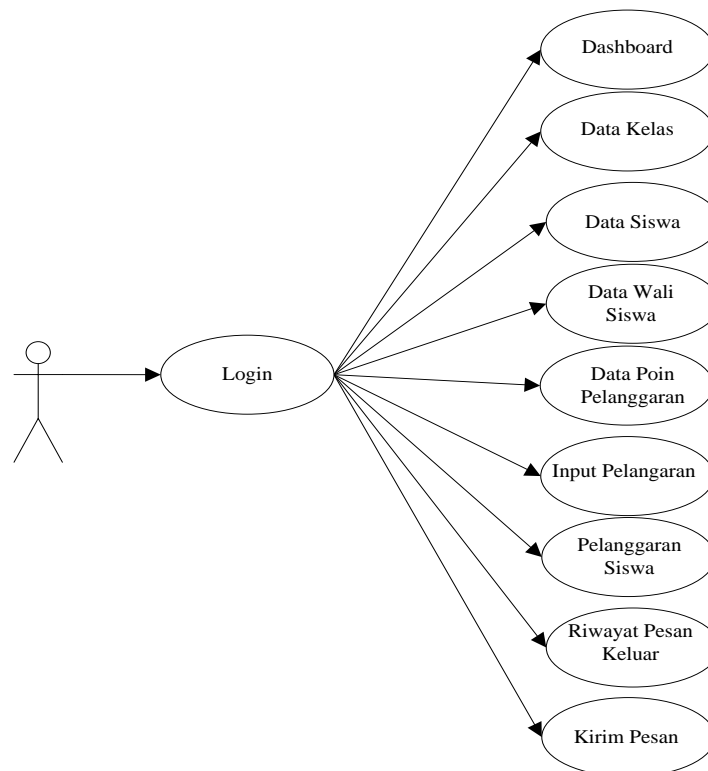 Dashboard
Data Kelas
Data Siswa
Data Wali
Siswa
Login
Data Poin
Pelanggaran
Input Pelangaran
Pelanggaran
Siswa
Riwayat Pesan
Keluar
Kirim Pesan